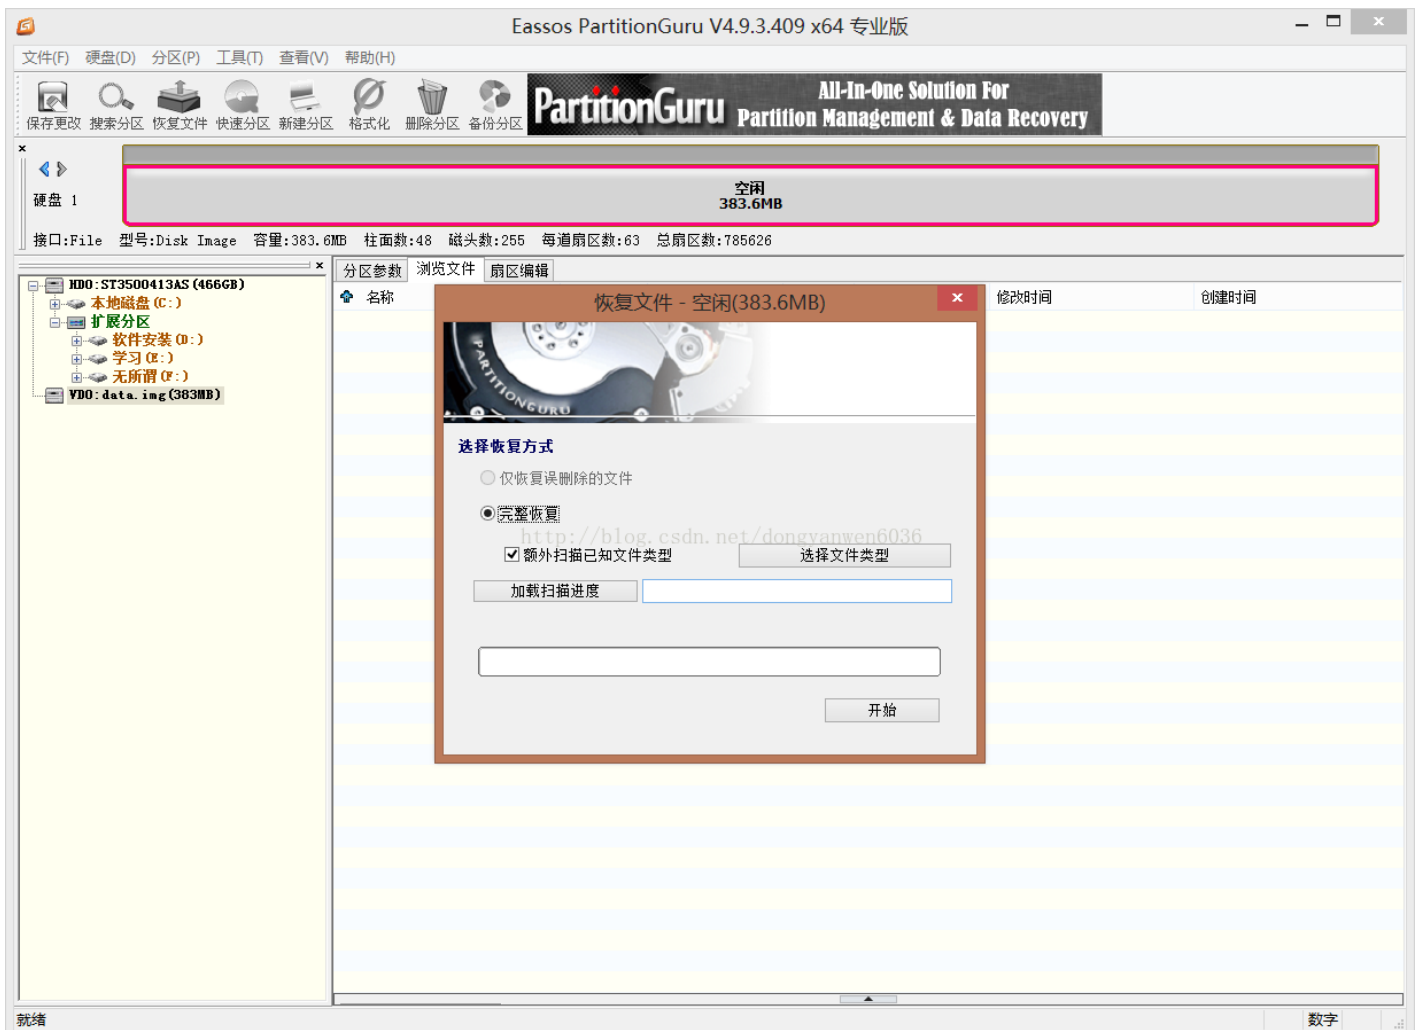 Eassos PartitionGuru V4.9.3.409 x64 专业版
文件(F) 硬盘(D) 分区(P) 工具(T) 查看(V) 帮助(H)
保存更改 搜索分区 恢复文件 快速分区 新建分区 格式化 删除分区 备份分区
PartitionGuru
All-In-One Solution For
Partition Management & Data Recovery
硬盘 1
空闲
383.6MB
接口:File 型号:Disk Image 容量:383.6MB 柱面数:48 磁头数:255 每道扇区数:63 总扇区数:785626
HD0:ST3500413AS(466GB)
本地磁盘(C:)
扩展分区
软件安装(D:)
学习(E:)
无所谓(F:)
VD0:data.img(383MB)
分区参数 浏览文件 扇区编辑
名称 修改时间 创建时间
恢复文件 - 空闲(383.6MB)
PARTITIONGURU
选择恢复方式
仅恢复误删除的文件
完整恢复
http://blog.csdn.net/dongyanwen6036
额外扫描已知文件类型 选择文件类型
加载扫描进度
开始
就绪 数字